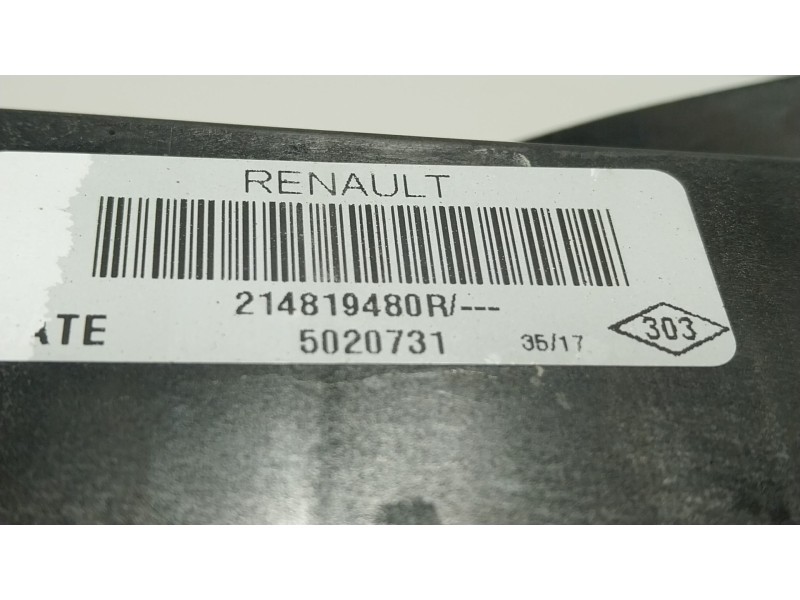 RENAULT
214819480R/---
ATE 5020731 35/17 303